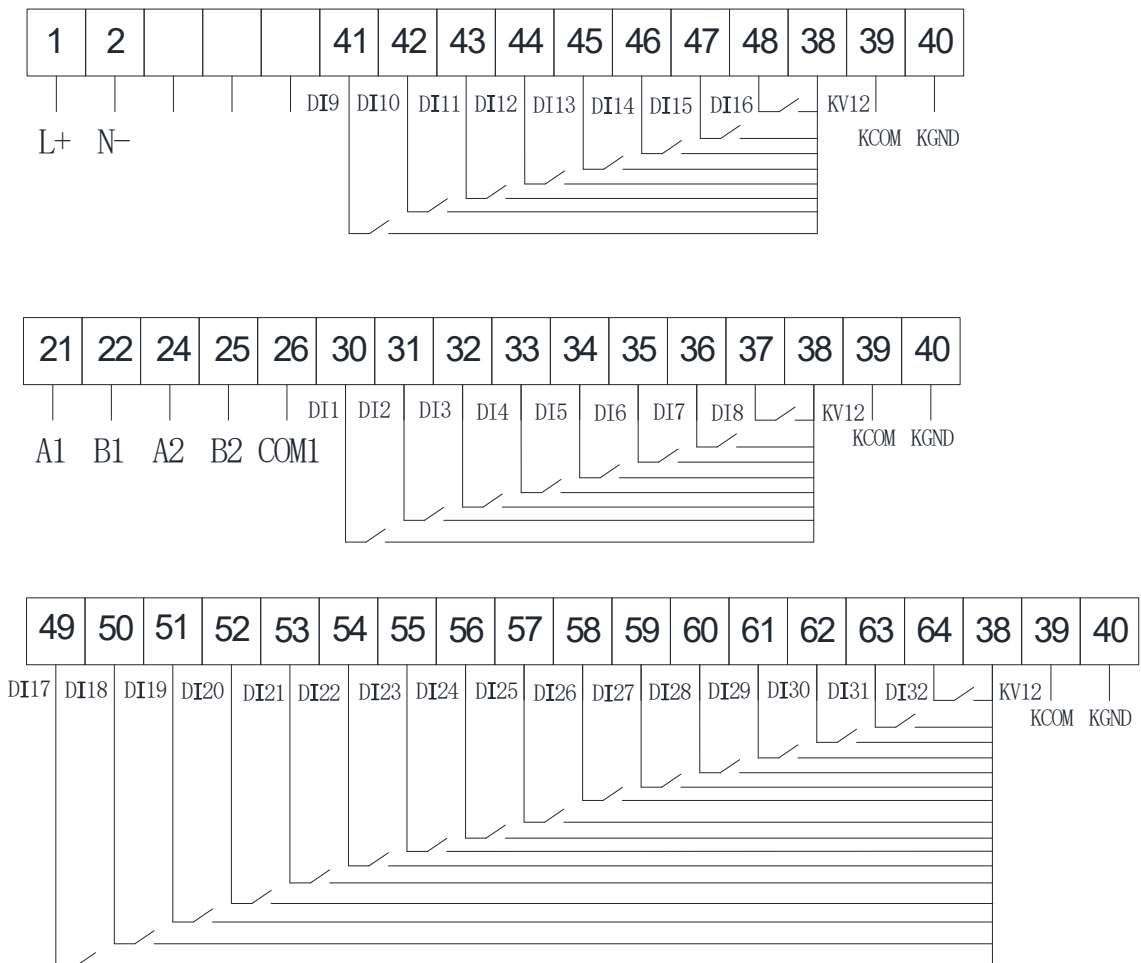 1 2 41 42 43 44 45 46 47 48 38 39 40
DI9 DI10 DI11 DI12 DI13 DI14 DI15 DI16 KV12
L+ N- KCOM KGND
21 22 24 25 26 30 31 32 33 34 35 36 37 38 39 40
DI1 DI2 DI3 DI4 DI5 DI6 DI7 DI8 KV12
A1 B1 A2 B2 COM1 KCOM KGND
49 50 51 52 53 54 55 56 57 58 59 60 61 62 63 64 38 39 40
DI17 DI18 DI19 DI20 DI21 DI22 DI23 DI24 DI25 DI26 DI27 DI28 DI29 DI30 DI31 DI32 KV12
KCOM KGND